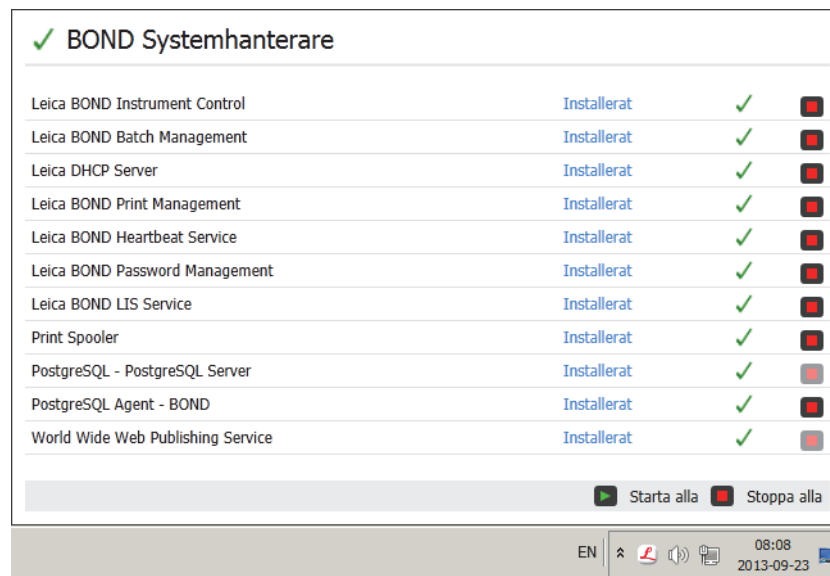 BOND Systemhanterare
Leica BOND Instrument Control Installerat
Leica BOND Batch Management Installerat
Leica DHCP Server Installerat
Leica BOND Print Management Installerat
Leica BOND Heartbeat Service Installerat
Leica BOND Password Management Installerat
Leica BOND LIS Service Installerat
Print Spooler Installerat
PostgreSQL - PostgreSQL Server Installerat
PostgreSQL Agent - BOND Installerat
World Wide Web Publishing Service Installerat
Starta alla Stoppa alla
EN 08:08
2013-09-23